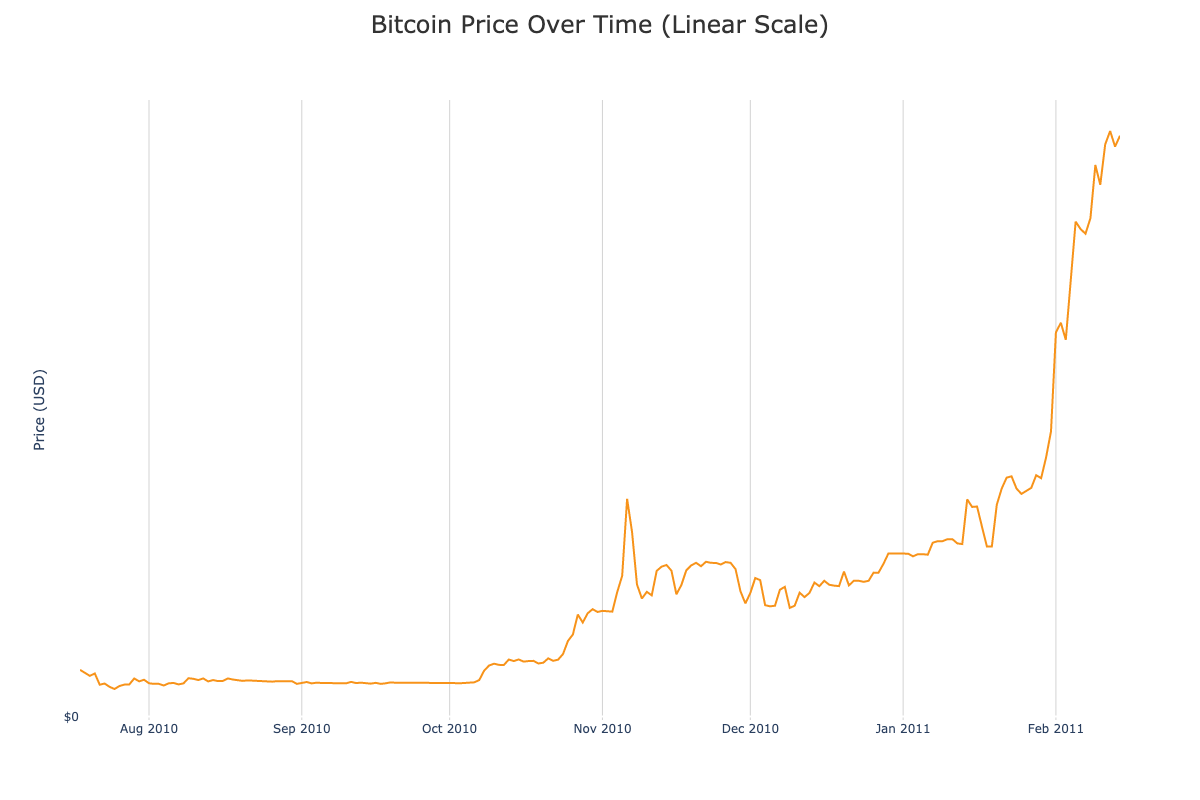 Bitcoin Price Over Time (Linear Scale)
Price (USD)
$0
Aug 2010
Sep 2010
Oct 2010
Nov 2010
Dec 2010
Jan 2011
Feb 2011